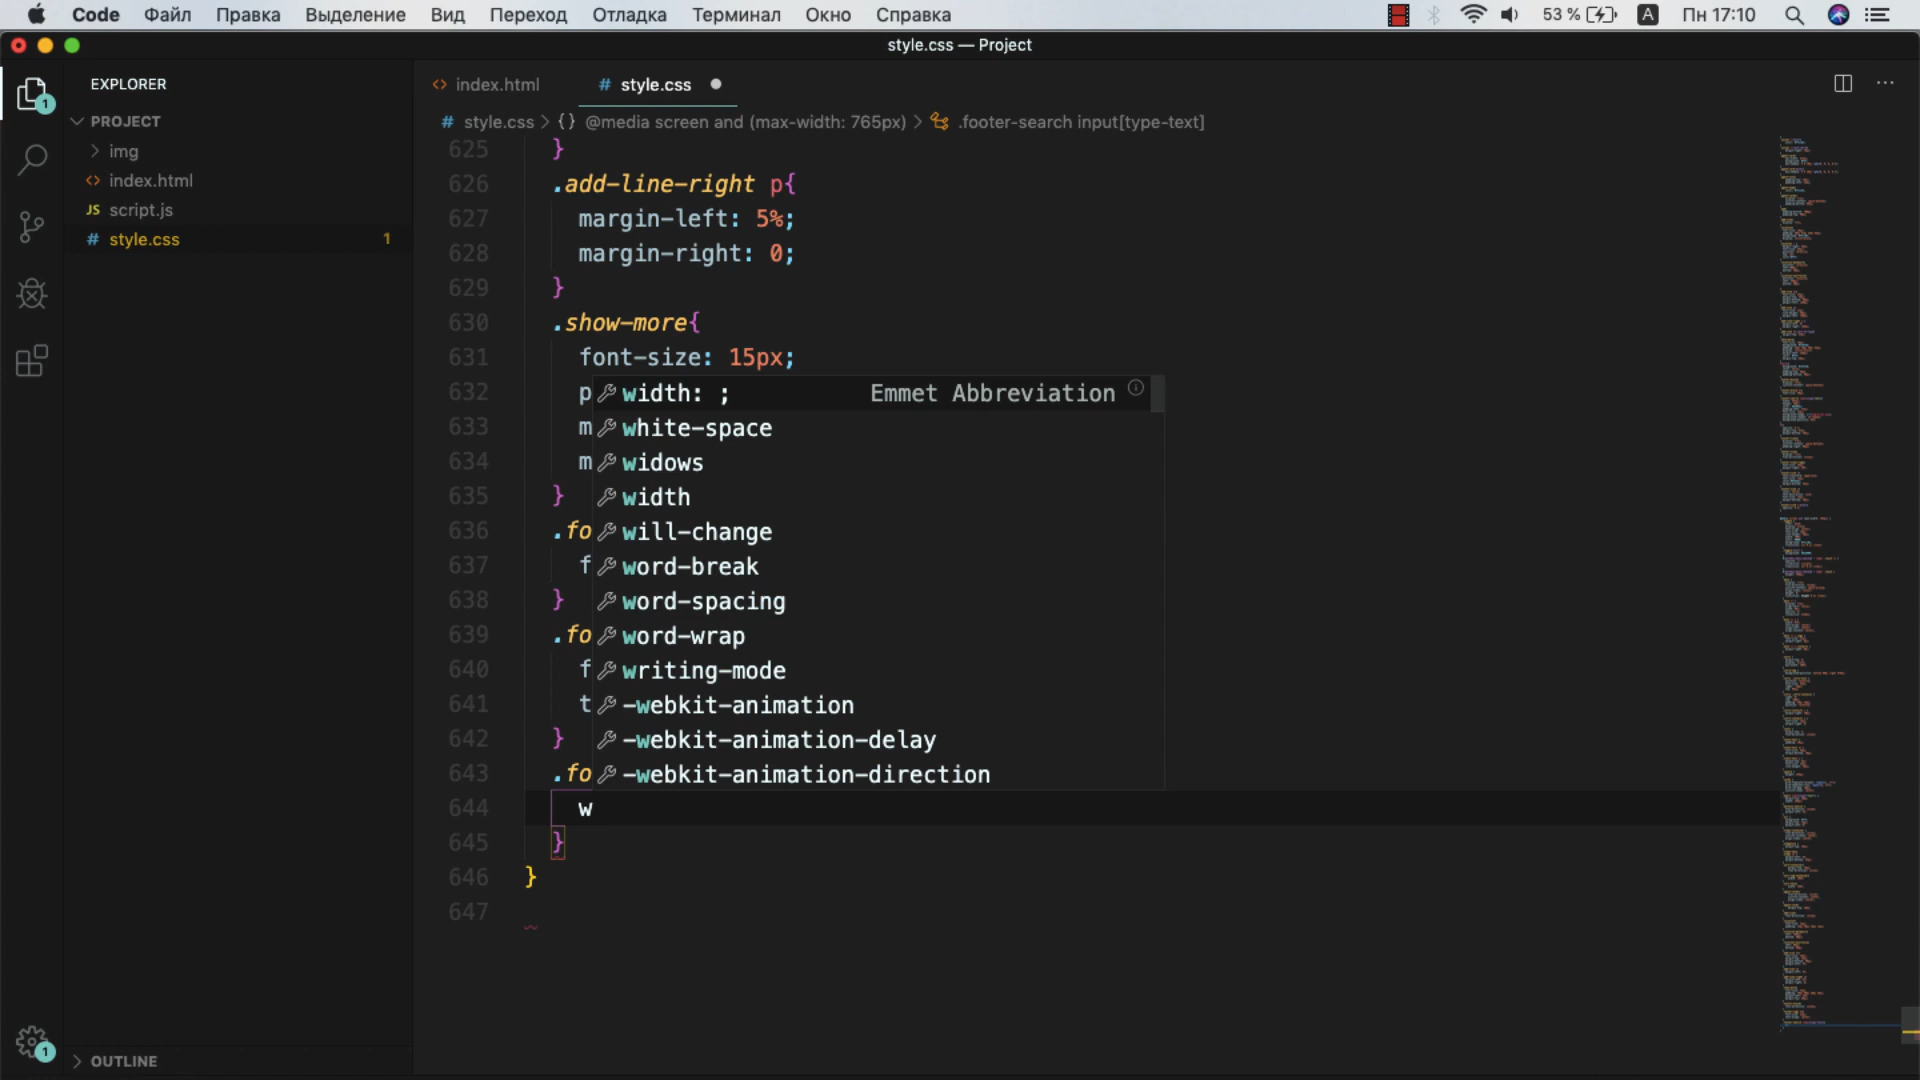 Code Файл Правка Выделение Вид Переход Отладка Терминал Окно Справка 53 % A Пн 17:10
style.css — Project
EXPLORER
PROJECT
img
index.html
JS script.js
# style.css 1
1
index.html # style.css
# style.css > {} @media screen and (max-width: 765px) > .footer-search input[type-text]
625 }
626 .add-line-right p{
627 margin-left: 5%;
628 margin-right: 0;
629 }
630 .show-more{
631 font-size: 15px;
632 p width: ; Emmet Abbreviation
633 m white-space
634 m widows
635 } width
636 .fo will-change
637 f word-break
638 } word-spacing
639 .fo word-wrap
640 f writing-mode
641 t -webkit-animation
642 } -webkit-animation-delay
643 .fo -webkit-animation-direction
644 w
645 }
646 }
647
1
OUTLINE